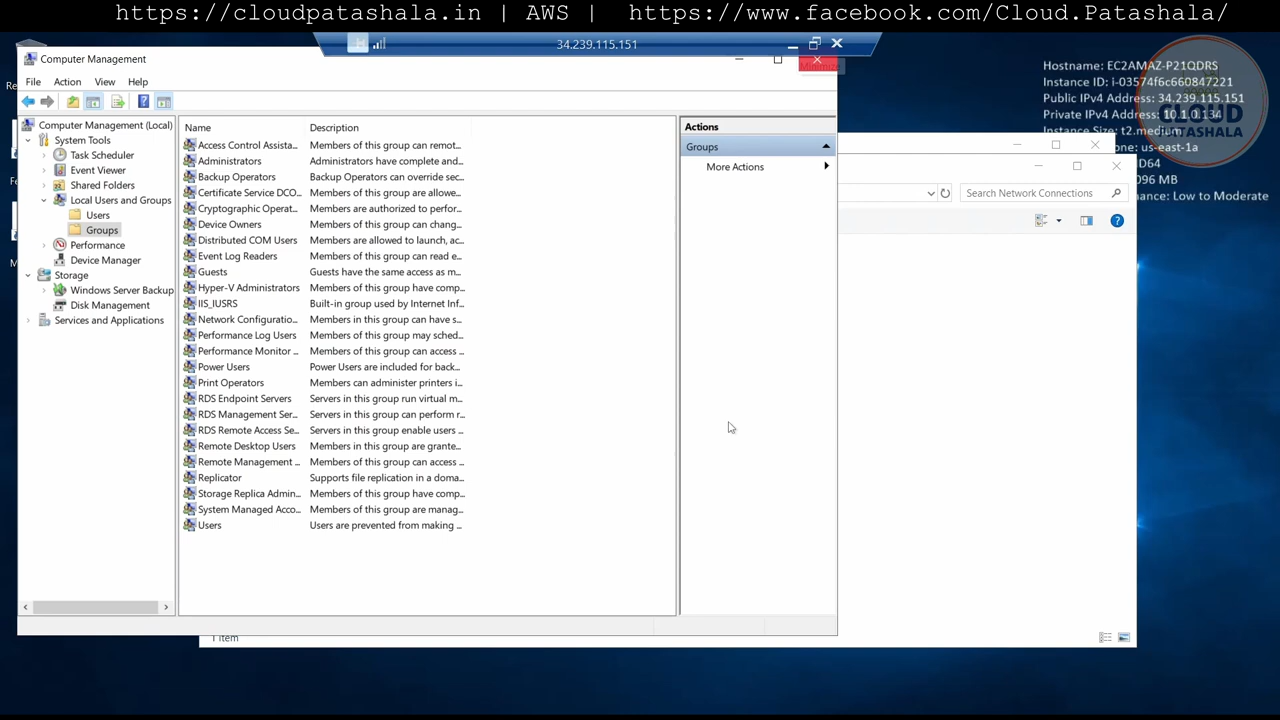 https://cloudpatashala.in | AWS | https://www.facebook.com/Cloud.Patashala/
34.239.115.151
Computer Management
Minimize
File Action View Help
Hostname: EC2AMAZ-P21QDRS
Instance ID: i-03574f6c660847221
Public IPv4 Address: 34.239.115.151
Private IPv4 Address: 10.1.0.134
Instance Size: t2.medium
us-east-1a
MD64
096 MB
mance: Low to Moderate
CLOUD
PATASHALA
Search Network Connections
Computer Management (Local)
System Tools
Task Scheduler
Event Viewer
Shared Folders
Local Users and Groups
Users
Groups
Performance
Device Manager
Storage
Windows Server Backup
Disk Management
Services and Applications
Name Description
Access Control Assista... Members of this group can remot...
Administrators Administrators have complete and...
Backup Operators Backup Operators can override sec...
Certificate Service DCO... Members of this group are allowe...
Cryptographic Operat... Members are authorized to perfor...
Device Owners Members of this group can chang...
Distributed COM Users Members are allowed to launch, ac...
Event Log Readers Members of this group can read e...
Guests Guests have the same access as m...
Hyper-V Administrators Members of this group have comp...
IIS_IUSRS Built-in group used by Internet Inf...
Network Configuratio... Members in this group can have s...
Performance Log Users Members of this group may sched...
Performance Monitor ... Members of this group can access ...
Power Users Power Users are included for back...
Print Operators Members can administer printers i...
RDS Endpoint Servers Servers in this group run virtual m...
RDS Management Ser... Servers in this group can perform r...
RDS Remote Access Se... Servers in this group enable users ...
Remote Desktop Users Members in this group are grante...
Remote Management ... Members of this group can access ...
Replicator Supports file replication in a doma...
Storage Replica Admin... Members of this group have comp...
System Managed Acco... Members of this group are manag...
Users Users are prevented from making ...
Actions
Groups
More Actions
1 item